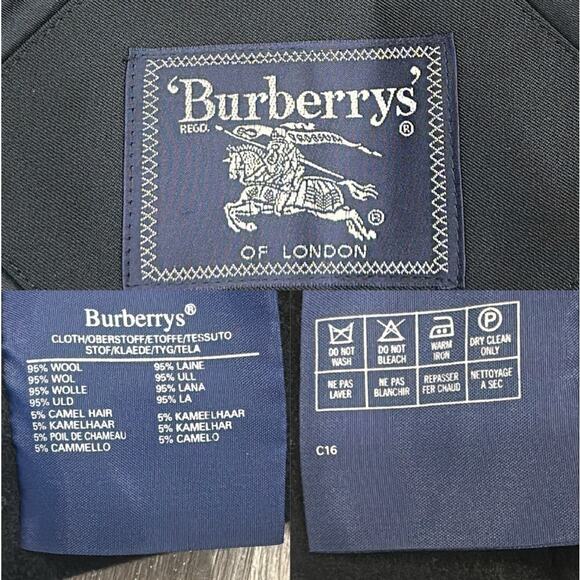 'Burberrys'
REGD. ®
PRORSUM
®
OF LONDON
Burberrys®
CLOTH/OBERSTOFF/ETOFFE/TESSUTO
STOF/KLAEDE/TYG/TELA
95% WOOL 95% LAINE
95% WOL 95% ULL
95% WOLLE 95% LANA
95% ULD 95% LA
5% CAMEL HAIR 5% KAMEELHAAR
5% KAMELHAAR 5% KAMELHAR
5% POIL DE CHAMEAU 5% CAMELO
5% CAMMELLO
P
DO NOT WASH DO NOT BLEACH WARM IRON DRY CLEAN ONLY
NE PAS LAVER NE PAS BLANCHIR REPASSER FER CHAUD NETTOYAGE A SEC
C16